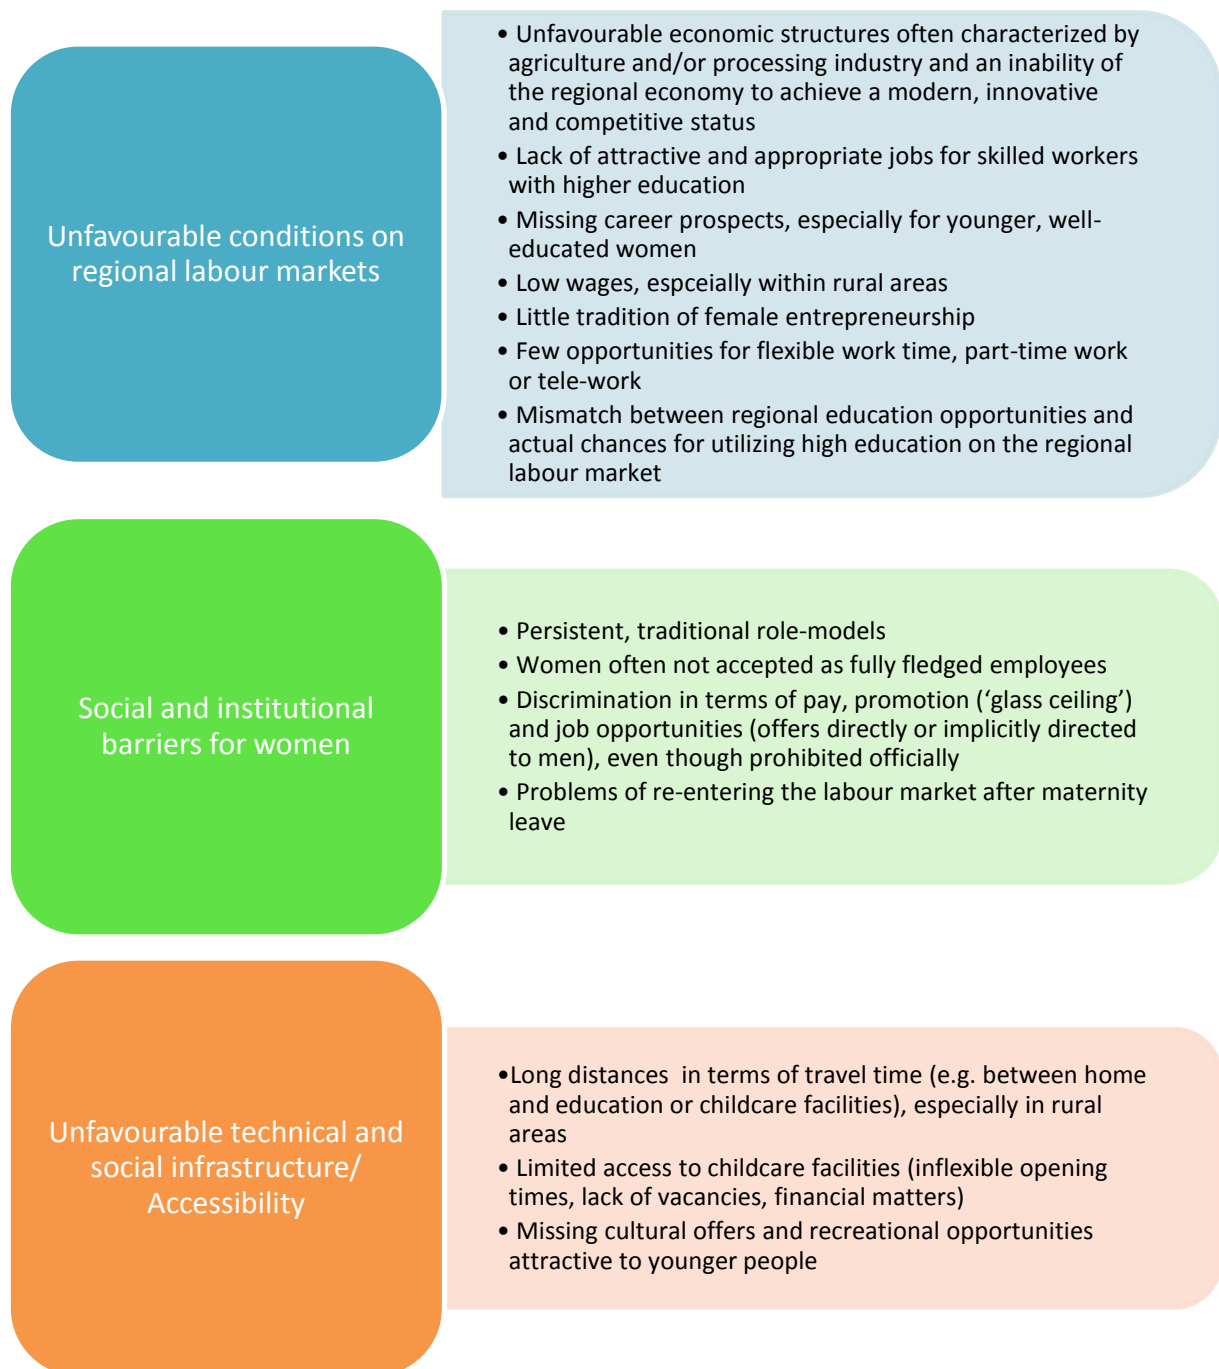 Unfavourable conditions on
regional labour markets
• Unfavourable economic structures often characterized by
agriculture and/or processing industry and an inability of
the regional economy to achieve a modern, innovative
and competitive status
• Lack of attractive and appropriate jobs for skilled workers
with higher education
• Missing career prospects, especially for younger, well-
educated women
• Low wages, espceially within rural areas
• Little tradition of female entrepreneurship
• Few opportunities for flexible work time, part-time work
or tele-work
• Mismatch between regional education opportunities and
actual chances for utilizing high education on the regional
labour market
Social and institutional
barriers for women
• Persistent, traditional role-models
• Women often not accepted as fully fledged employees
• Discrimination in terms of pay, promotion (‘glass ceiling’)
and job opportunities (offers directly or implicitly directed
to men), even though prohibited officially
• Problems of re-entering the labour market after maternity
leave
Unfavourable technical and
social infrastructure/
Accessibility
•Long distances  in terms of travel time (e.g. between home
and education or childcare facilities), especially in rural
areas
• Limited access to childcare facilities (inflexible opening
times, lack of vacancies, financial matters)
• Missing cultural offers and recreational opportunities
attractive to younger people